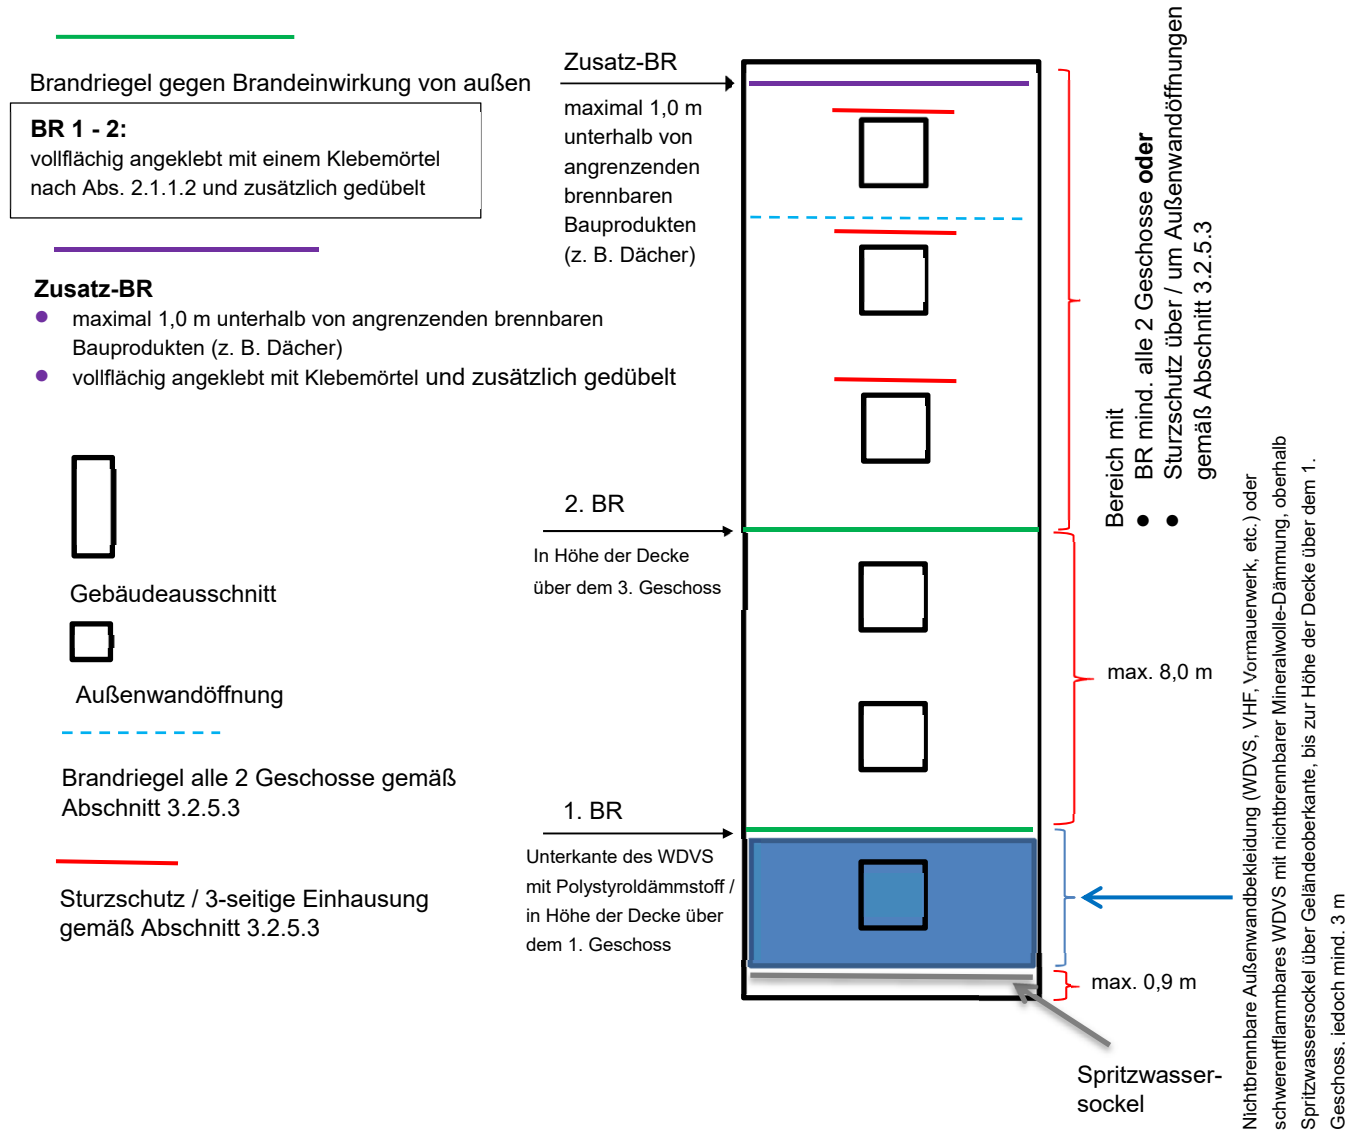 Brandriegel gegen Brandeinwirkung von außen
BR 1 - 2:
vollflächig angeklebt mit einem Klebemörtel
nach Abs. 2.1.1.2 und zusätzlich gedübelt
Zusatz-BR
● maximal 1,0 m unterhalb von angrenzenden brennbaren
Bauprodukten (z. B. Dächer)
● vollflächig angeklebt mit Klebemörtel und zusätzlich gedübelt
Gebäudeausschnitt
Außenwandöffnung
Brandriegel alle 2 Geschosse gemäß
Abschnitt 3.2.5.3
Sturzschutz / 3-seitige Einhausung
gemäß Abschnitt 3.2.5.3
Zusatz-BR
maximal 1,0 m
unterhalb von
angrenzenden
brennbaren
Bauprodukten
(z. B. Dächer)
2. BR
In Höhe der Decke
über dem 3. Geschoss
1. BR
Unterkante des WDVS
mit Polystyroldämmstoff /
in Höhe der Decke über
dem 1. Geschoss
Bereich mit
● BR mind. alle 2 Geschosse oder
● Sturzschutz über / um Außenwandöffnungen
gemäß Abschnitt 3.2.5.3
max. 8,0 m
max. 0,9 m
Spritzwasser-
sockel
Nichtbrennbare Außenwandbekleidung (WDVS, VHF, Vormauerwerk, etc.) oder
schwerentflammbares WDVS mit nichtbrennbarer Mineralwolle-Dämmung, oberhalb
Spritzwassersockel über Geländeoberkante, bis zur Höhe der Decke über dem 1.
Geschoss, jedoch mind. 3 m